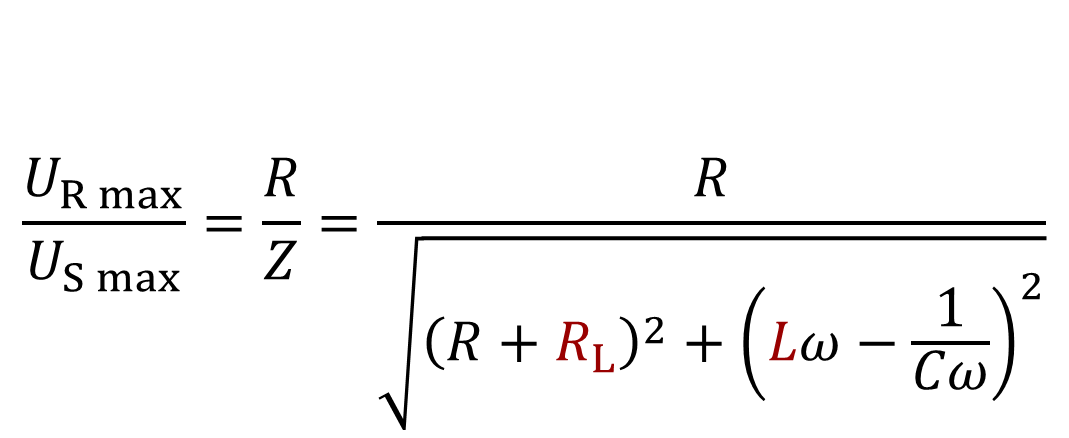 U_R max / U_S max = R / Z = R / √((R + R_L)² + (Lω − 1/(Cω))²)